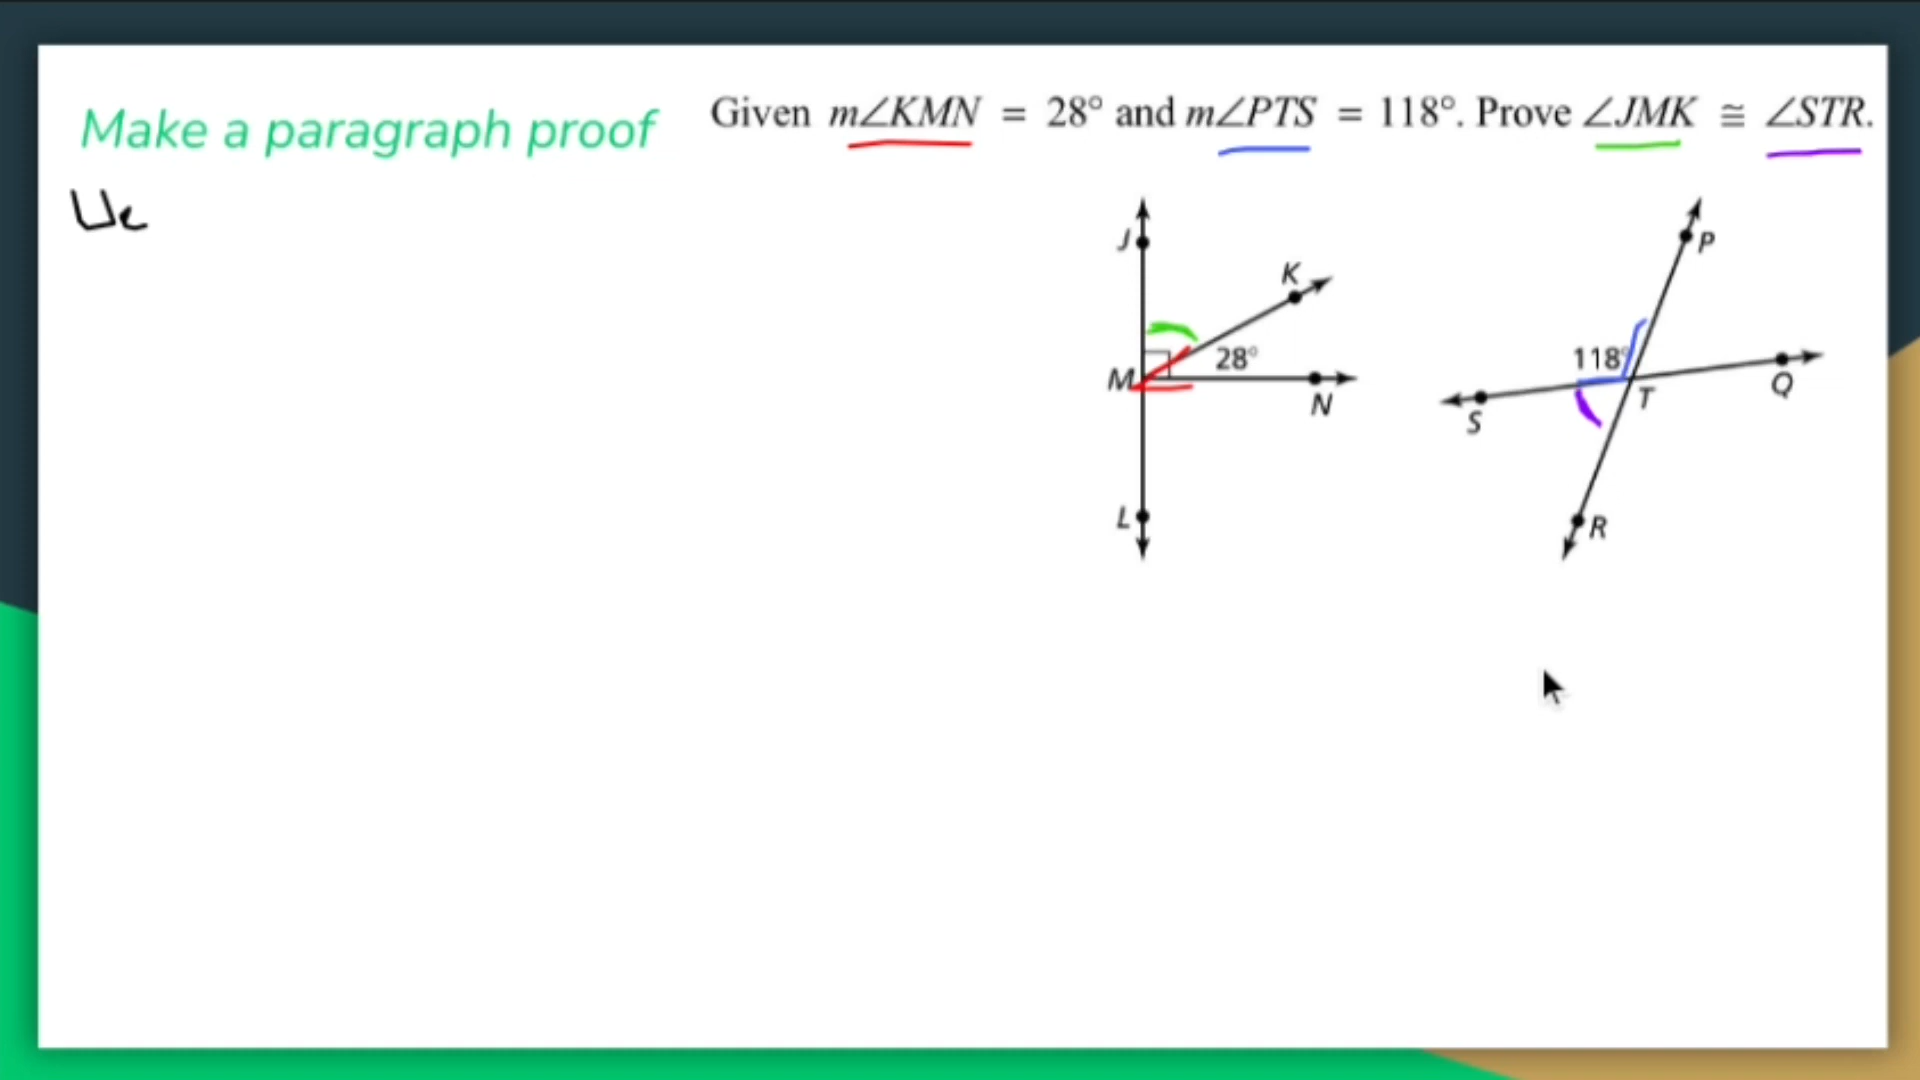 Make a paragraph proof
Given m∠KMN = 28° and m∠PTS = 118°. Prove ∠JMK ≅ ∠STR.
J
K
28°
M
N
L
P
118°
T
Q
S
R